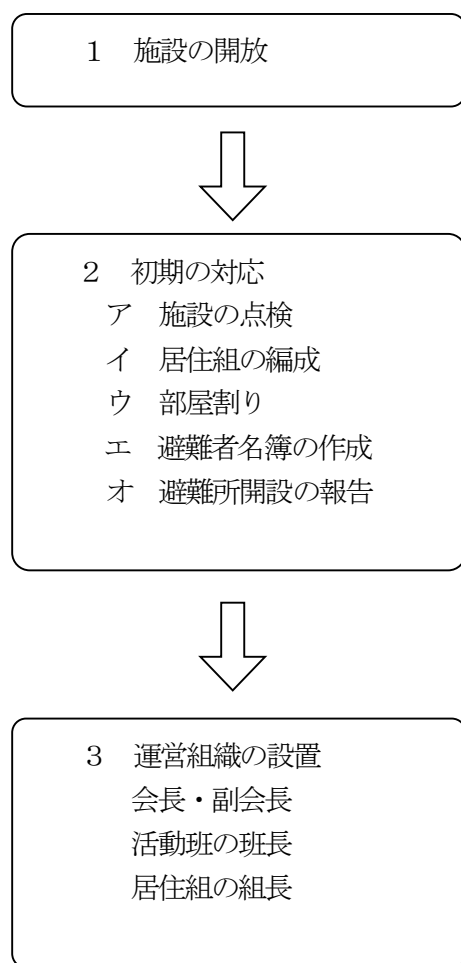 １　施設の開放
２　初期の対応
ア　施設の点検
イ　居住組の編成
ウ　部屋割り
エ　避難者名簿の作成
オ　避難所開設の報告
３　運営組織の設置
会長・副会長
活動班の班長
居住組の組長